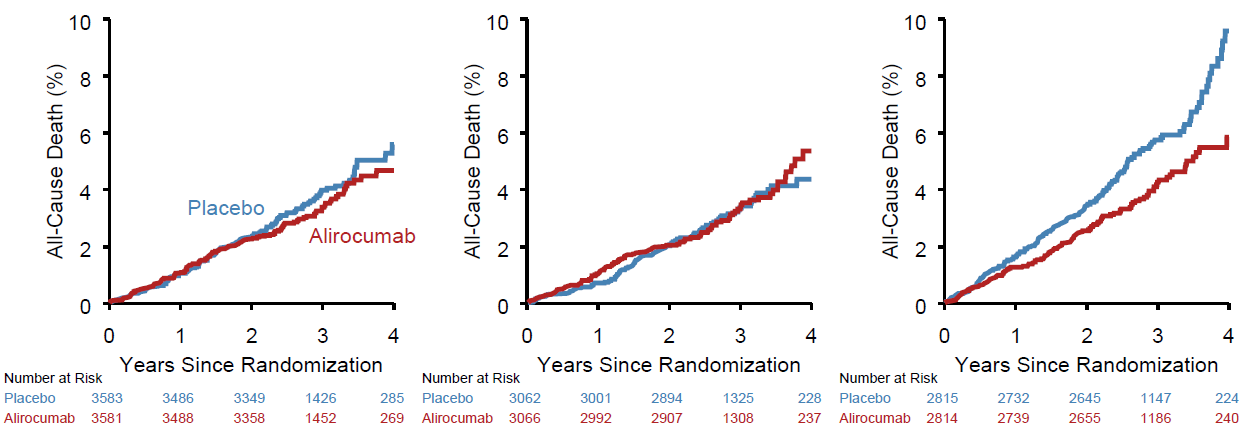 10
8
6
4
2
0
All-Cause Death (%)
Placebo
Alirocumab
0 1 2 3 4
Years Since Randomization
Number at Risk
Placebo 3583 3486 3349 1426 285
Alirocumab 3581 3488 3358 1452 269
10
8
6
4
2
0
All-Cause Death (%)
0 1 2 3 4
Years Since Randomization
Number at Risk
Placebo 3062 3001 2894 1325 228
Alirocumab 3066 2992 2907 1308 237
10
8
6
4
2
0
All-Cause Death (%)
0 1 2 3 4
Years Since Randomization
Number at Risk
Placebo 2815 2732 2645 1147 224
Alirocumab 2814 2739 2655 1186 240